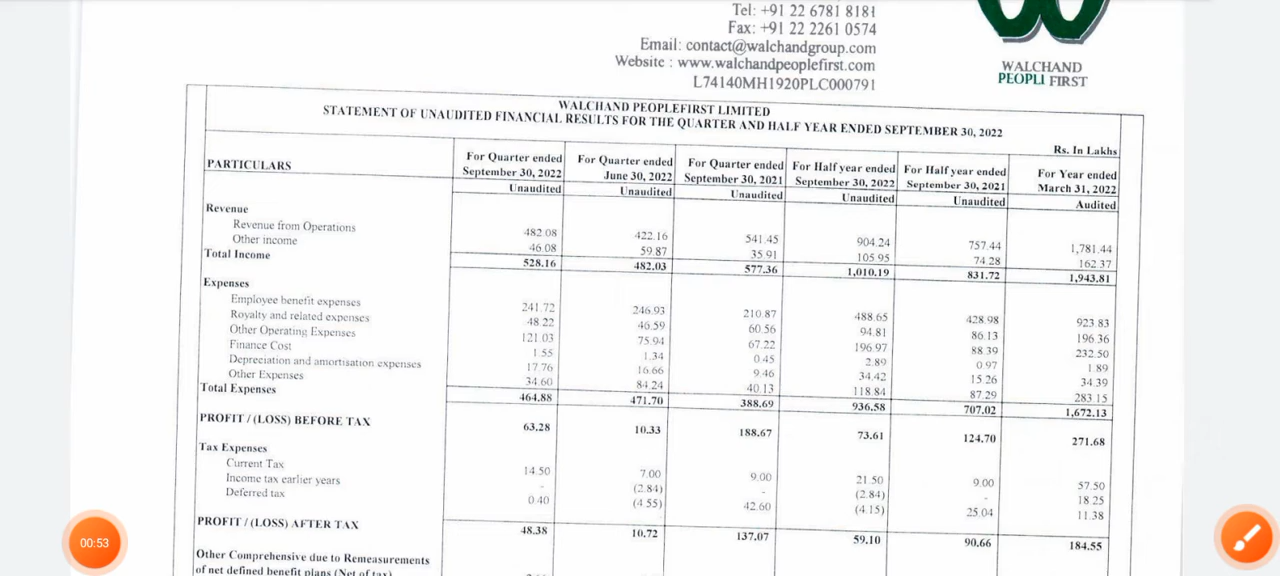 Tel: +91 22 6781 8181
Fax: +91 22 2261 0574
Email: contact@walchandgroup.com
Website : www.walchandpeoplefirst.com
L74140MH1920PLC000791
WALCHAND
PEOPLE FIRST
WALCHAND PEOPLEFIRST LIMITED
STATEMENT OF UNAUDITED FINANCIAL RESULTS FOR THE QUARTER AND HALF YEAR ENDED SEPTEMBER 30, 2022
Rs. In Lakhs
PARTICULARS For Quarter ended September 30, 2022 Unaudited For Quarter ended June 30, 2022 Unaudited For Quarter ended September 30, 2021 Unaudited For Half year ended September 30, 2022 Unaudited For Half year ended September 30, 2021 Unaudited For Year ended March 31, 2022 Audited
Revenue
Revenue from Operations 482.08 422.16 541.45 904.24 757.44 1,781.44
Other income 46.08 59.87 35.91 105.95 74.28 162.37
Total Income 528.16 482.03 577.36 1,010.19 831.72 1,943.81
Expenses
Employee benefit expenses 241.72 246.93 210.87 488.65 428.98 923.83
Royalty and related expenses 48.22 46.59 60.56 94.81 86.13 196.36
Other Operating Expenses 121.03 75.94 67.22 196.97 88.39 232.50
Finance Cost 1.55 1.34 0.45 2.89 0.97 1.89
Depreciation and amortisation expenses 17.76 16.66 9.46 34.42 15.26 34.39
Other Expenses 34.60 84.24 40.13 118.84 87.29 283.15
Total Expenses 464.88 471.70 388.69 936.58 707.02 1,672.13
PROFIT / (LOSS) BEFORE TAX 63.28 10.33 188.67 73.61 124.70 271.68
Tax Expenses
Current Tax 14.50 7.00 9.00 21.50 9.00 57.50
Income tax earlier years - (2.84) - (2.84) - 18.25
Deferred tax 0.40 (4.55) 42.60 (4.15) 25.04 11.38
PROFIT / (LOSS) AFTER TAX 48.38 10.72 137.07 59.10 90.66 184.55
Other Comprehensive due to Remeasurements
of net defined benefit plans (Net of tax)
00:53